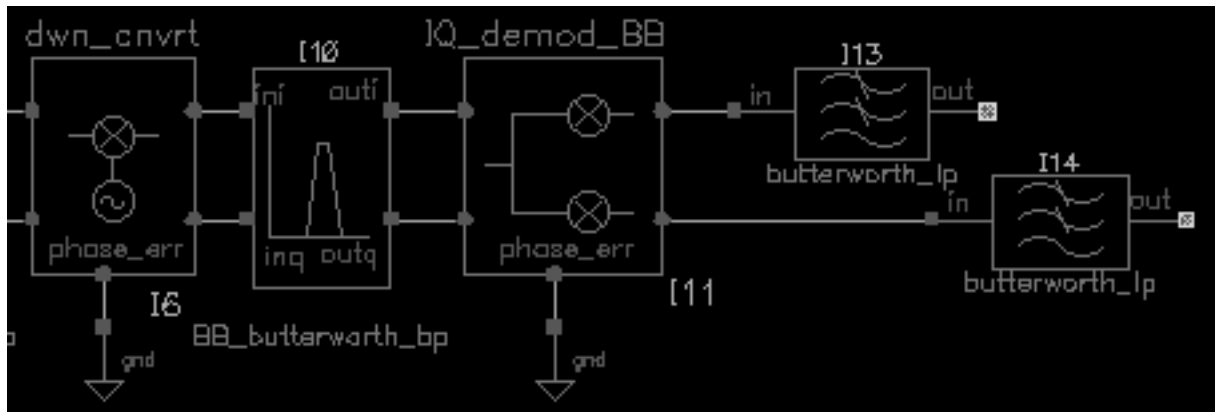 dwn_cnvrt
I10
IQ_demod_BB
I13
ini
outi
in
out
butterworth_lp
I14
in
out
butterworth_lp
phase_err
inq
outq
phase_err
I6
I11
BB_butterworth_bp
gnd
gnd